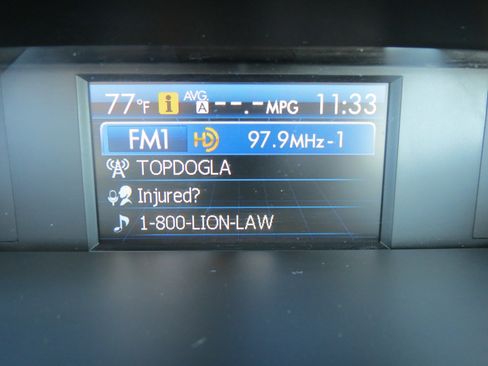 77°F i AVG A --.- MPG 11:33
FM1 HD 97.9MHz-1
TOPDOGLA
Injured?
1-800-LION-LAW